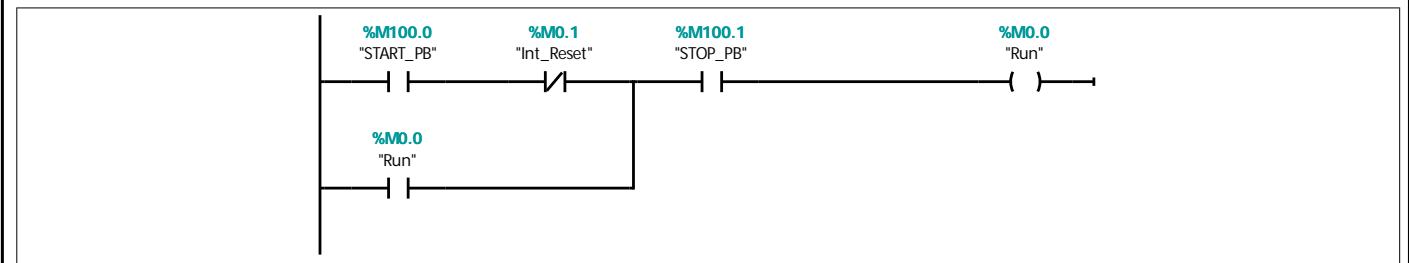 %M100.0 %M0.1 %M100.1 %M0.0
"START_PB" "Int_Reset" "STOP_PB" "Run"
%M0.0
"Run"